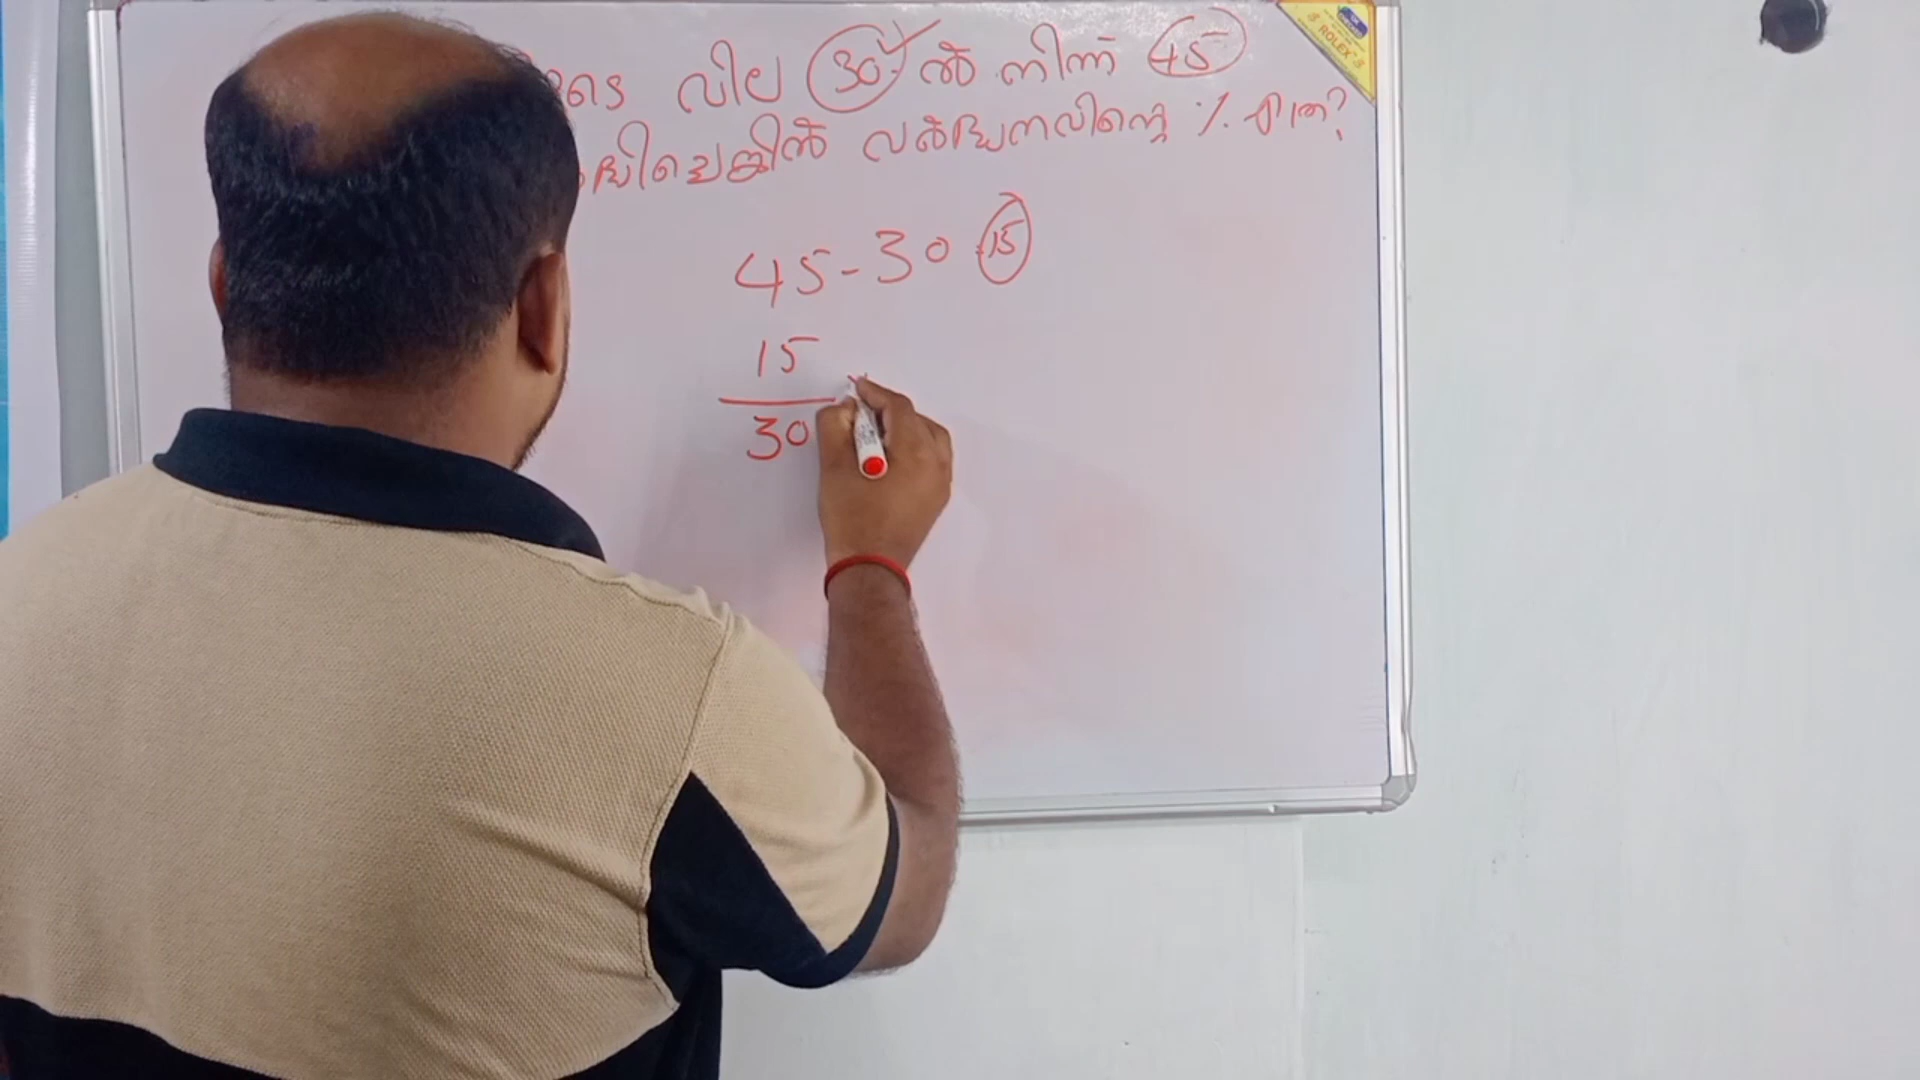 വില 30 ൽ നിന്ന് 45
വർദ്ധനവിന്റെ % എത്ര?
45-30 15
15
30
ROLEX